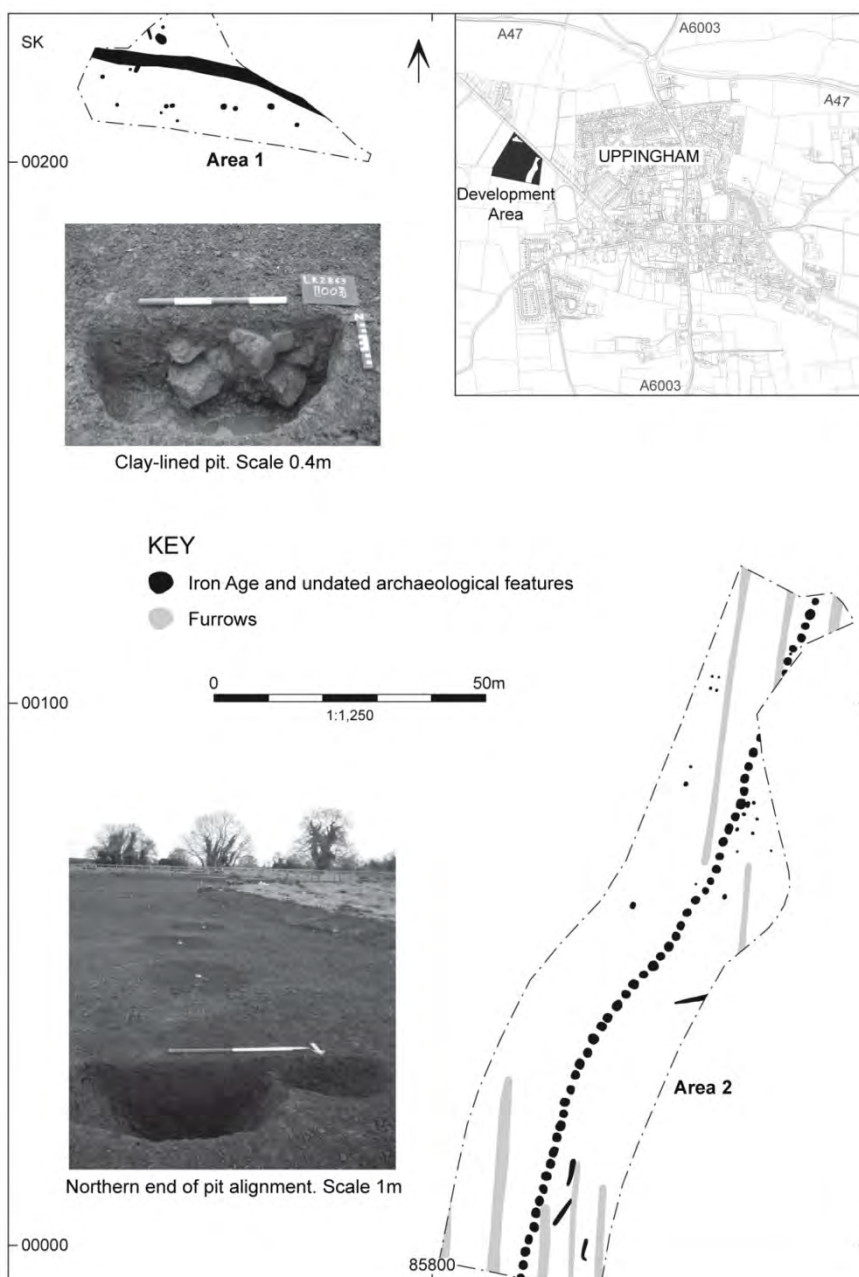 SK
00200
Area 1
A47
A6003
A47
UPPINGHAM
Development
Area
A6003
LR2863
[1003]
N
Clay-lined pit. Scale 0.4m
KEY
Iron Age and undated archaeological features
Furrows
0
50m
1:1,250
00100
Area 2
Northern end of pit alignment. Scale 1m
00000
85800